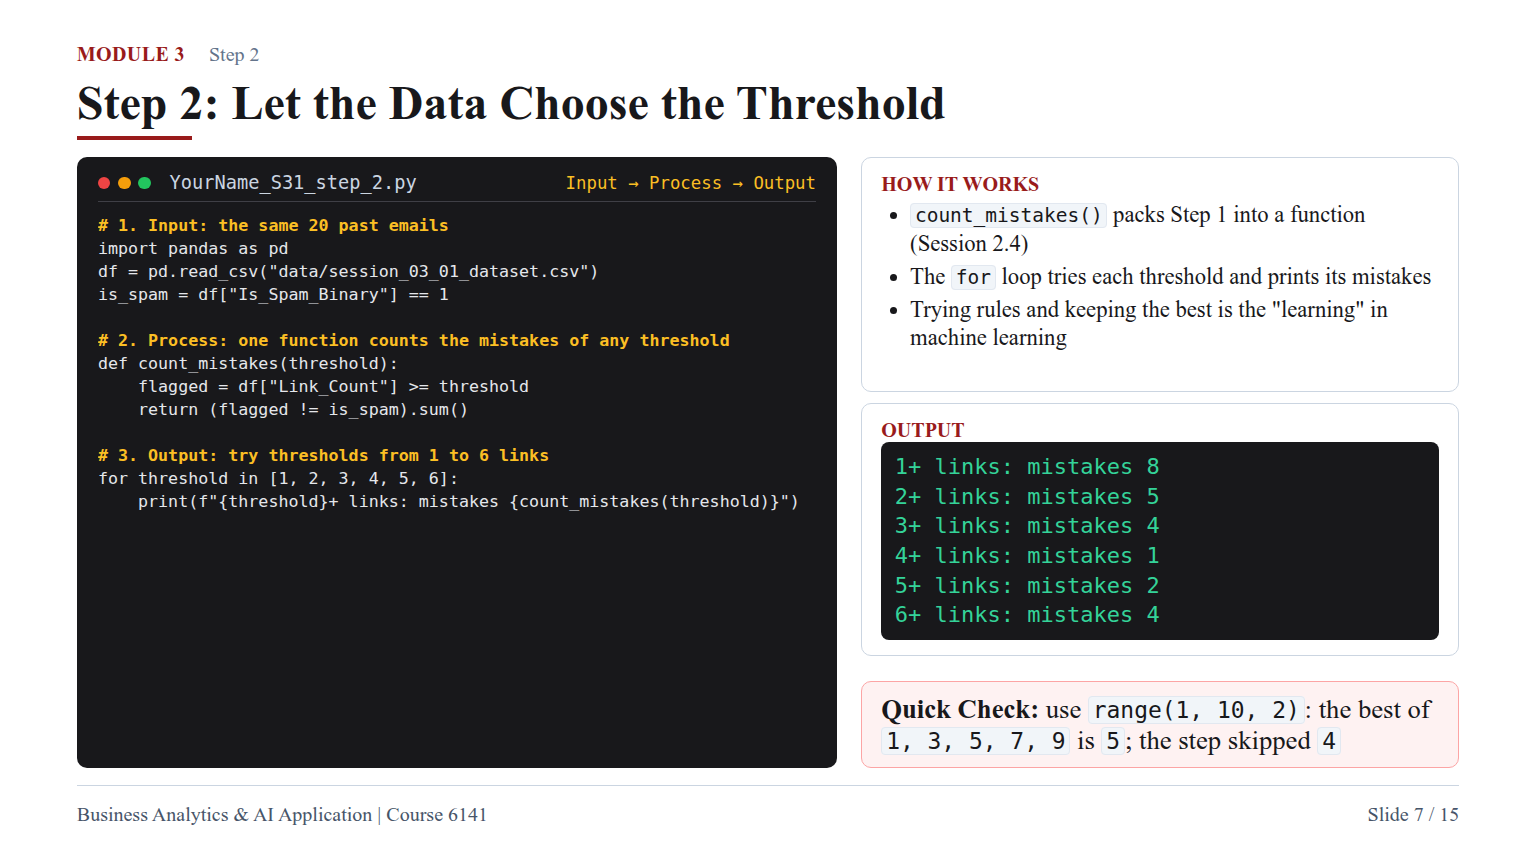 MODULE 3 Step 2
Step 2: Let the Data Choose the Threshold
YourName_S31_step_2.py Input → Process → Output
# 1. Input: the same 20 past emails
import pandas as pd
df = pd.read_csv("data/session_03_01_dataset.csv")
is_spam = df["Is_Spam_Binary"] == 1
# 2. Process: one function counts the mistakes of any threshold
def count_mistakes(threshold):
    flagged = df["Link_Count"] >= threshold
    return (flagged != is_spam).sum()
# 3. Output: try thresholds from 1 to 6 links
for threshold in [1, 2, 3, 4, 5, 6]:
    print(f"{threshold}+ links: mistakes {count_mistakes(threshold)}")
HOW IT WORKS
• count_mistakes() packs Step 1 into a function
(Session 2.4)
• The for loop tries each threshold and prints its mistakes
• Trying rules and keeping the best is the "learning" in
machine learning
OUTPUT
1+ links: mistakes 8
2+ links: mistakes 5
3+ links: mistakes 4
4+ links: mistakes 1
5+ links: mistakes 2
6+ links: mistakes 4
Quick Check: use range(1, 10, 2): the best of
1, 3, 5, 7, 9 is 5; the step skipped 4
Business Analytics & AI Application | Course 6141
Slide 7 / 15